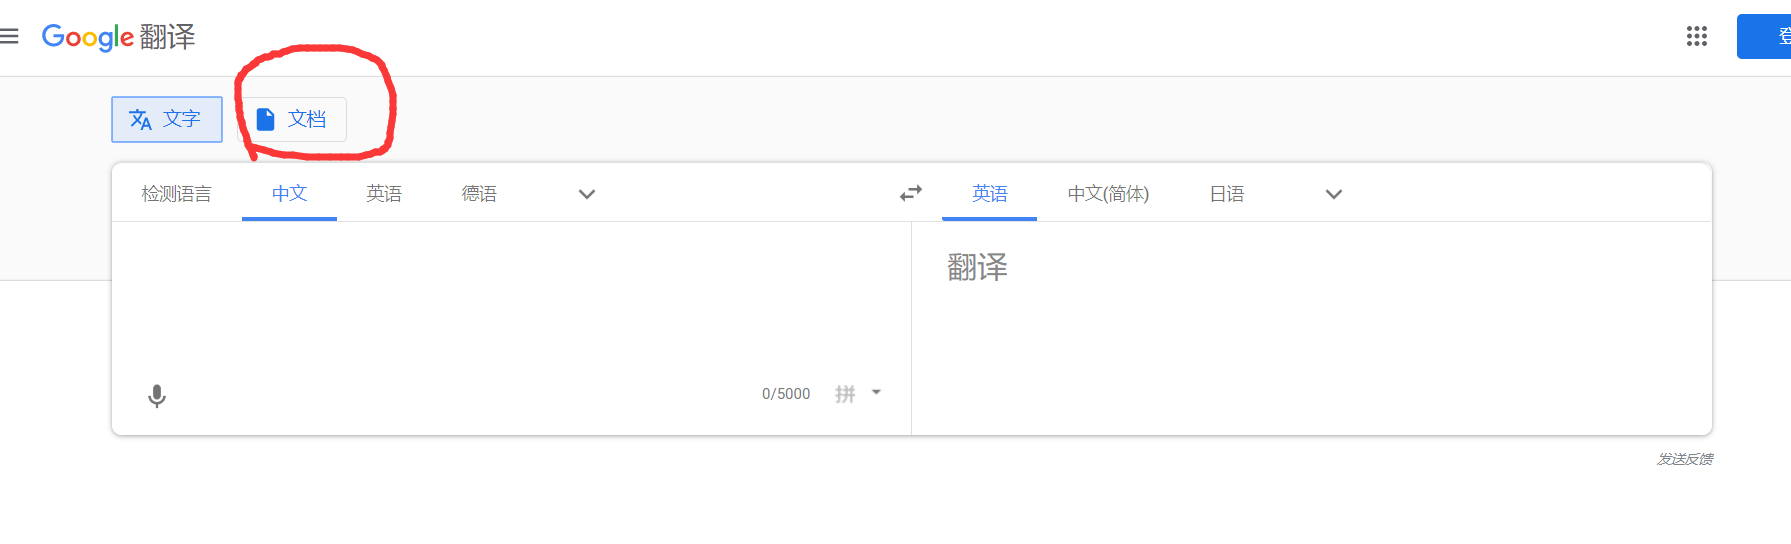 Google 翻译
登
文字
文档
检测语言 中文 英语 德语
英语 中文(简体) 日语
翻译
0/5000 拼
发送反馈